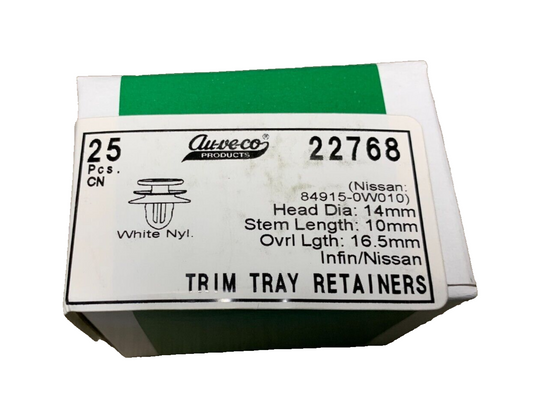 25
Pcs.
CN
Au-ve-co®
PRODUCTS
22768
(Nissan:
84915-0W010)
Head Dia: 14mm
Stem Length: 10mm
Ovrl Lgth: 16.5mm
Infin/Nissan
White Nyl.
TRIM TRAY RETAINERS